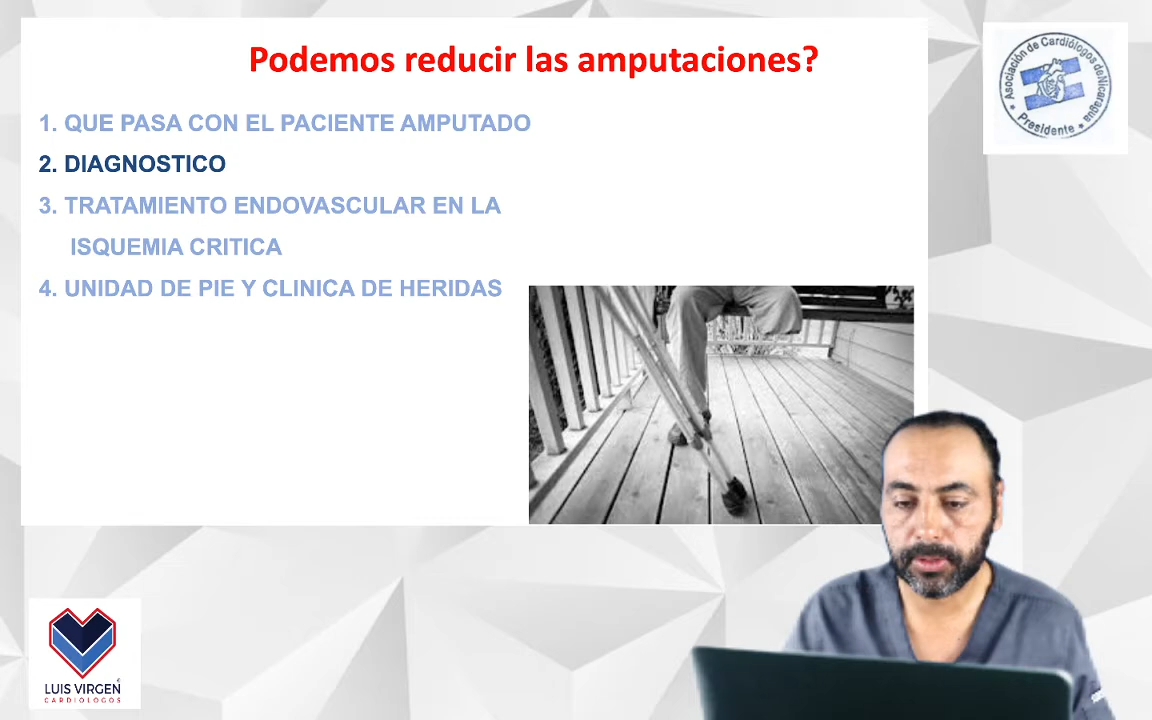 Podemos reducir las amputaciones?
1. QUE PASA CON EL PACIENTE AMPUTADO
2. DIAGNOSTICO
3. TRATAMIENTO ENDOVASCULAR EN LA
ISQUEMIA CRITICA
4. UNIDAD DE PIE Y CLINICA DE HERIDAS
Asociación de Cardiólogos de Nicaragua
Presidente
LUIS VIRGEN
CARDIOLOGOS